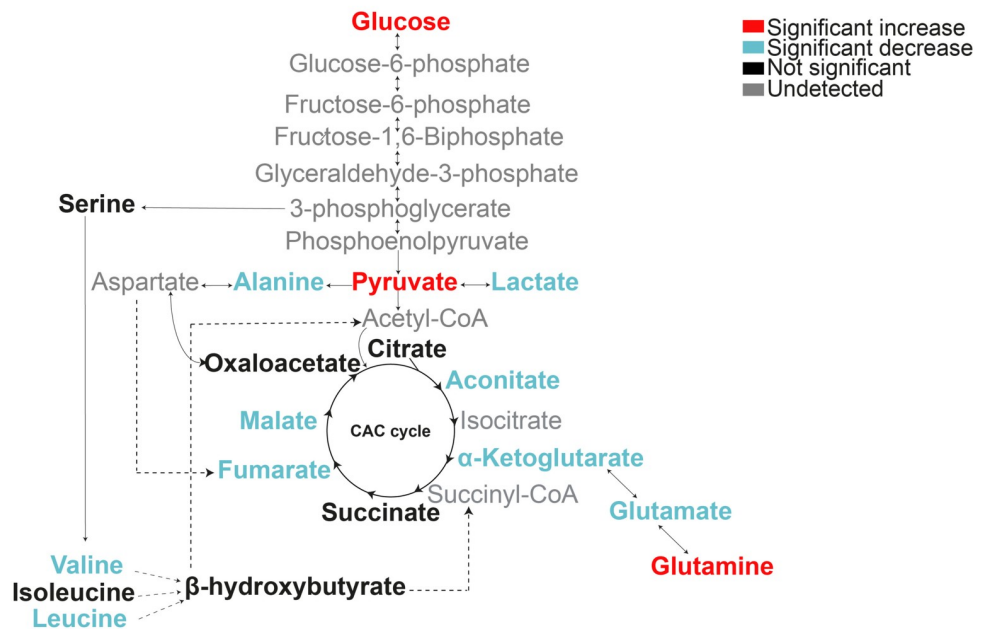 Glucose
Significant increase
Significant decrease
Not significant
Undetected
Glucose-6-phosphate
Fructose-6-phosphate
Fructose-1,6-Biphosphate
Glyceraldehyde-3-phosphate
Serine
3-phosphoglycerate
Phosphoenolpyruvate
Aspartate
Alanine
Pyruvate
Lactate
Acetyl-CoA
Citrate
Oxaloacetate
Aconitate
Malate
CAC cycle
Isocitrate
α-Ketoglutarate
Fumarate
Succinyl-CoA
Succinate
Glutamate
Glutamine
Valine
Isoleucine
β-hydroxybutyrate
Leucine